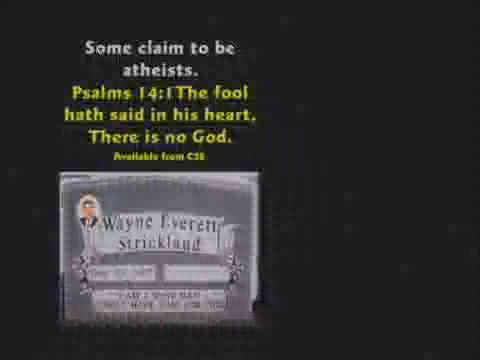 Some claim to be
atheists.
Psalms 14:1The fool
hath said in his heart,
There is no God.
Available from CSE
Wayne Everett
Strickland